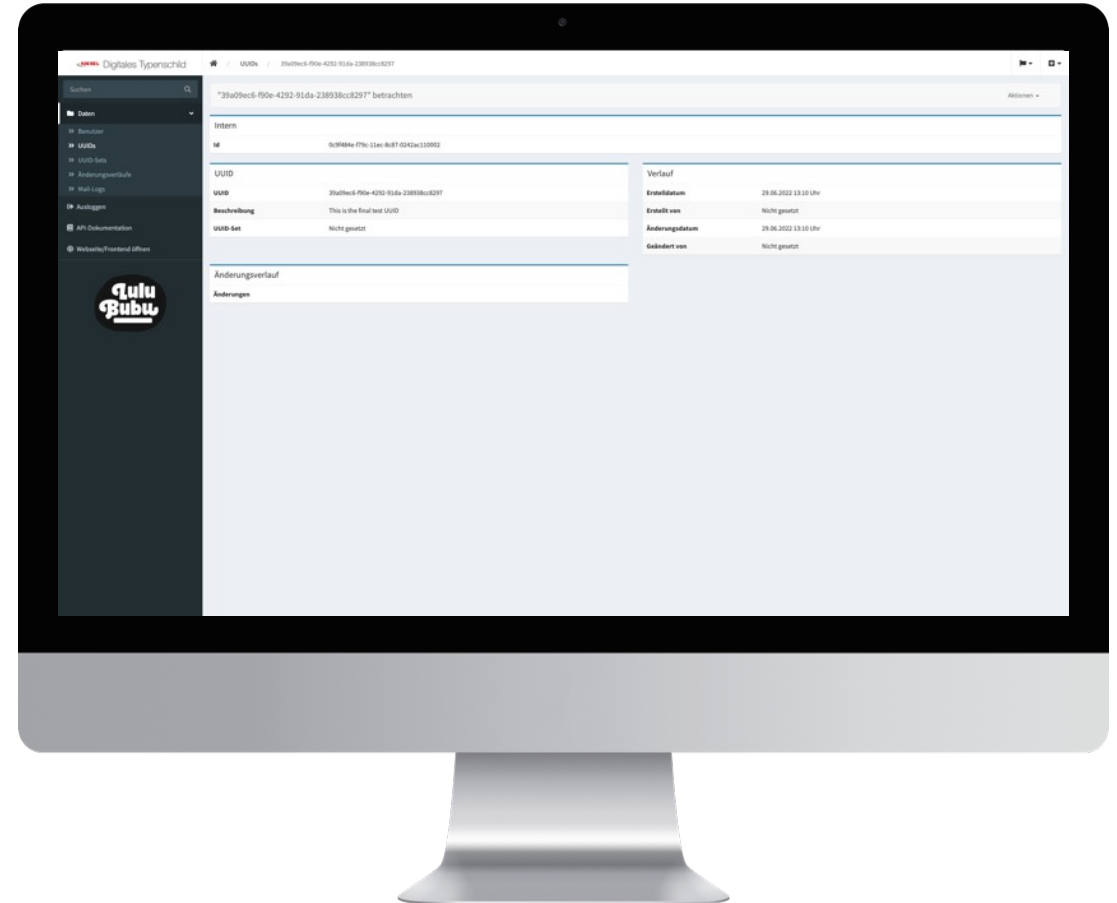 Digitales Typenschild
UUIDs / 39a09ec6-f90e-4292-91da-238938cc8297
Suchen
"39a09ec6-f90e-4292-91da-238938cc8297" betrachten
Aktionen
Daten
Benutzer
UUIDs
UUID-Sets
Änderungsverläufe
Mail-Logs
Ausloggen
API-Dokumentation
Webseite/Frontend öffnen
Lulu
Bubu
Intern
Id 0c9f484e-f79c-11ec-8c87-0242ac110002
UUID
UUID 39a09ec6-f90e-4292-91da-238938cc8297
Beschreibung This is the final test UUID
UUID-Set Nicht gesetzt
Verlauf
Erstelldatum 29.06.2022 13:10 Uhr
Erstellt von Nicht gesetzt
Änderungsdatum 29.06.2022 13:10 Uhr
Geändert von Nicht gesetzt
Änderungsverlauf
Änderungen